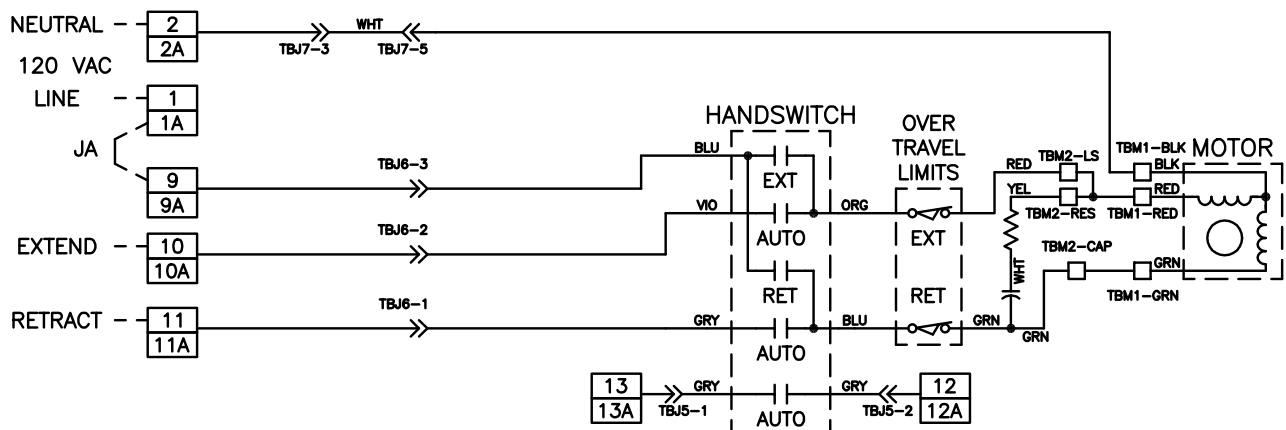 NEUTRAL
2
2A
WHT
TBJ7-3
TBJ7-5
120 VAC
LINE
1
1A
JA
9
9A
TBJ6-3
HANDSWITCH
BLU
EXT
VIO
AUTO
ORG
OVER
TRAVEL
LIMITS
EXT
RED
TBM2-LS
YEL
TBM2-RES
TBM1-BLK
BLK
MOTOR
RED
TBM1-RED
EXTEND
10
10A
TBJ6-2
RET
RET
WHT
TBM2-CAP
GRN
TBM1-GRN
RETRACT
11
11A
TBJ6-1
GRY
AUTO
BLU
GRN
GRN
13
13A
TBJ5-1
GRY
AUTO
GRY
TBJ5-2
12
12A